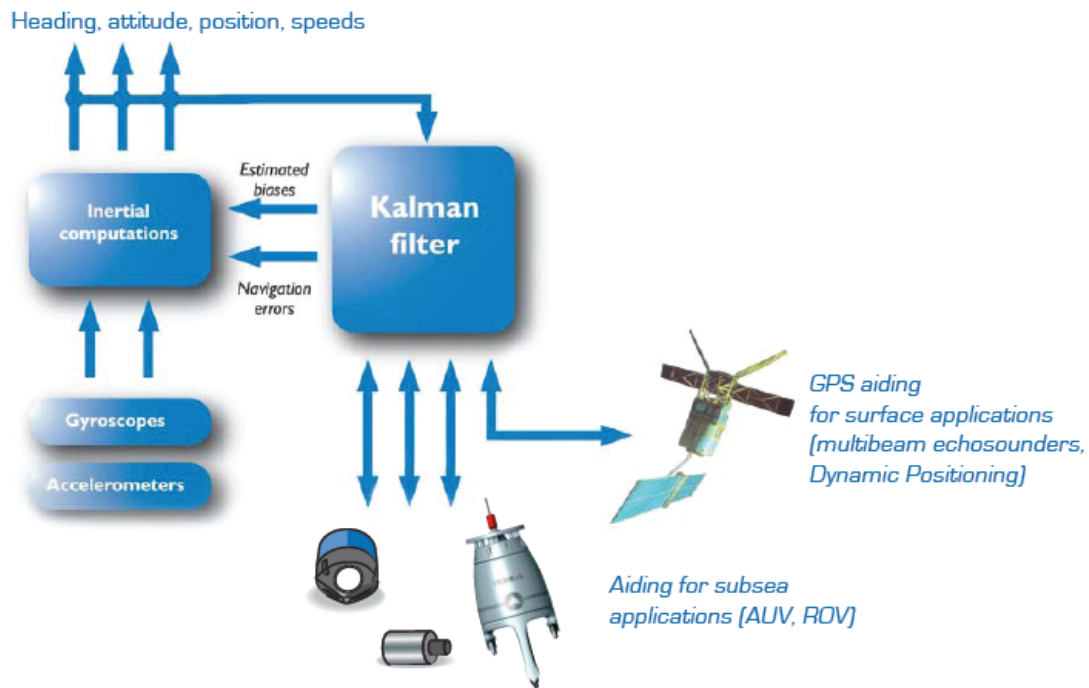 Heading, attitude, position, speeds
Estimated
biases
Kalman
filter
Inertial
computations
Navigation
errors
Gyroscopes
Accelerometers
GPS aiding
for surface applications
(multibeam echosounders,
Dynamic Positioning)
Aiding for subsea
applications (AUV, ROV)